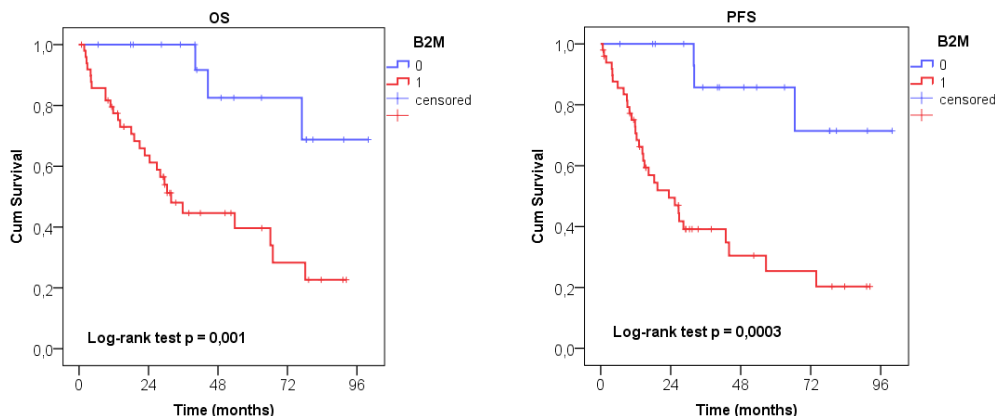 OS
Cum Survival
1,0
0,8
0,6
0,4
0,2
0,0
0
24
48
72
96
Time (months)
Log-rank test p = 0,001
B2M
0
1
censored
PFS
Cum Survival
1,0
0,8
0,6
0,4
0,2
0,0
0
24
48
72
96
Time (months)
Log-rank test p = 0,0003
B2M
0
1
censored